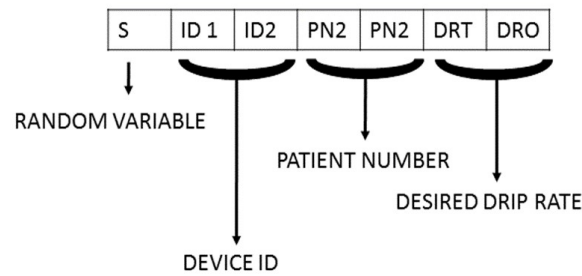 S ID 1 ID2 PN2 PN2 DRT DRO
RANDOM VARIABLE
PATIENT NUMBER
DESIRED DRIP RATE
DEVICE ID